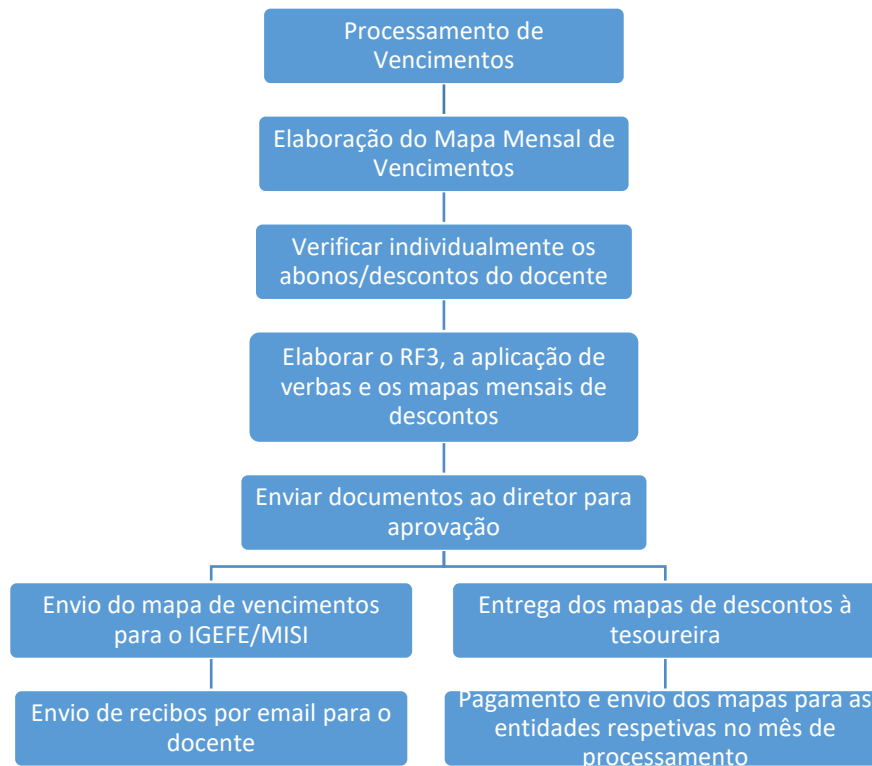 Processamento de
Vencimentos
Elaboração do Mapa Mensal de
Vencimentos
Verificar individualmente os
abonos/descontos do docente
Elaborar o RF3, a aplicação de
verbas e os mapas mensais de
descontos
Enviar documentos ao diretor para
aprovação
Envio do mapa de vencimentos
para o IGEFE/MISI
Entrega dos mapas de descontos à
tesoureira
Envio de recibos por email para o
docente
Pagamento e envio dos mapas para as
entidades respetivas no mês de
processamento